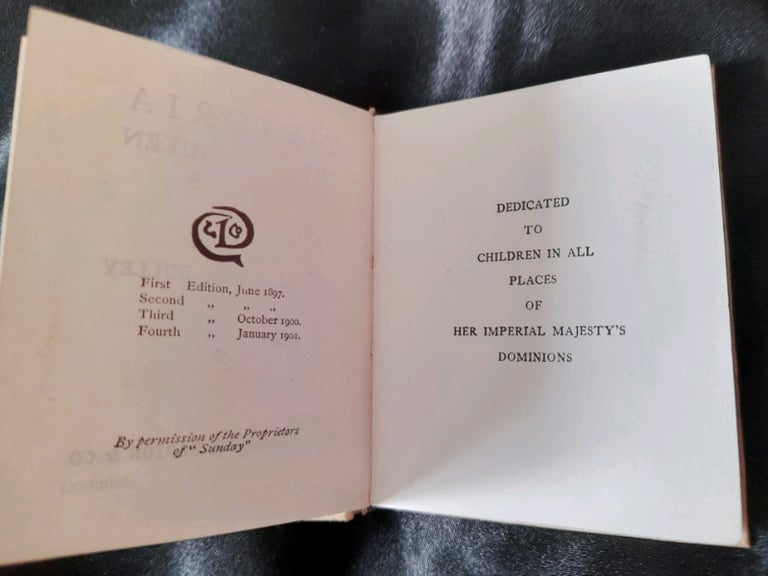 First Edition, June 1897.
Second „ „ „
Third „ October 1900.
Fourth „ January 1901.
By permission of the Proprietors
of "Sunday"
DEDICATED
TO
CHILDREN IN ALL
PLACES
OF
HER IMPERIAL MAJESTY'S
DOMINIONS